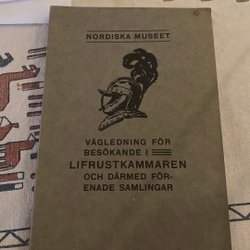 NORDISKA MUSEET
VÄGLEDNING FÖR
BESÖKANDE I
LIFRUSTKAMMAREN
OCH DÄRMED FÖR-
ENADE SAMLINGAR